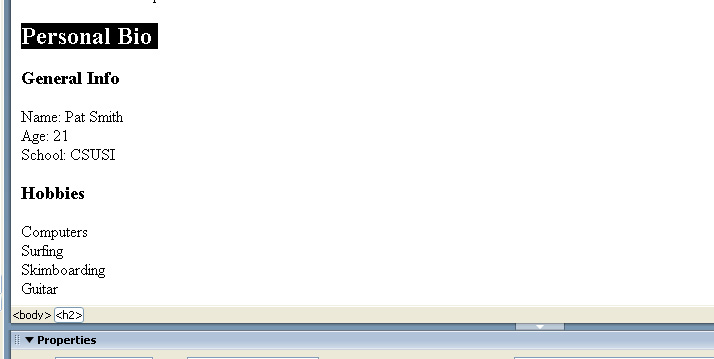 Personal Bio
General Info
Name: Pat Smith
Age: 21
School: CSUSI
Hobbies
Computers
Surfing
Skimboarding
Guitar
<body> <h2>
Properties